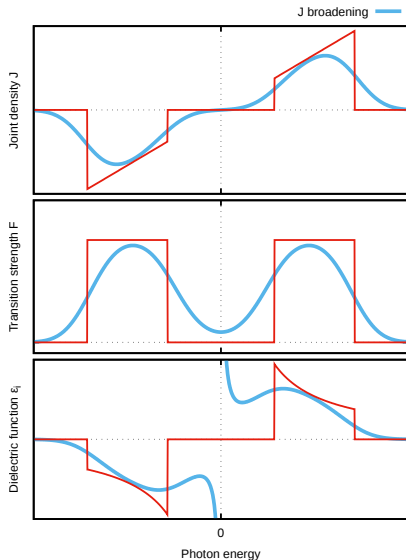 J broadening
Joint density J
Transition strength F
Dielectric function εᵢ
0
Photon energy